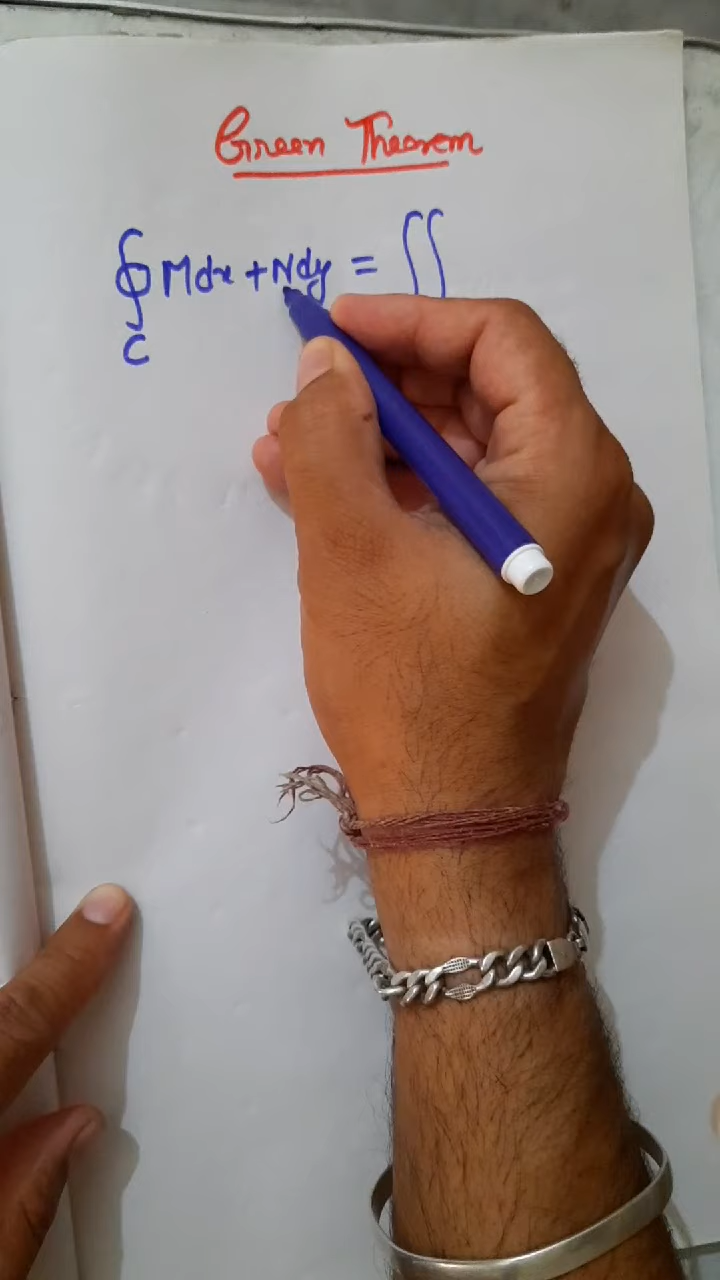 Green Theorem
∮ Mdx + Ndy = ∬
C